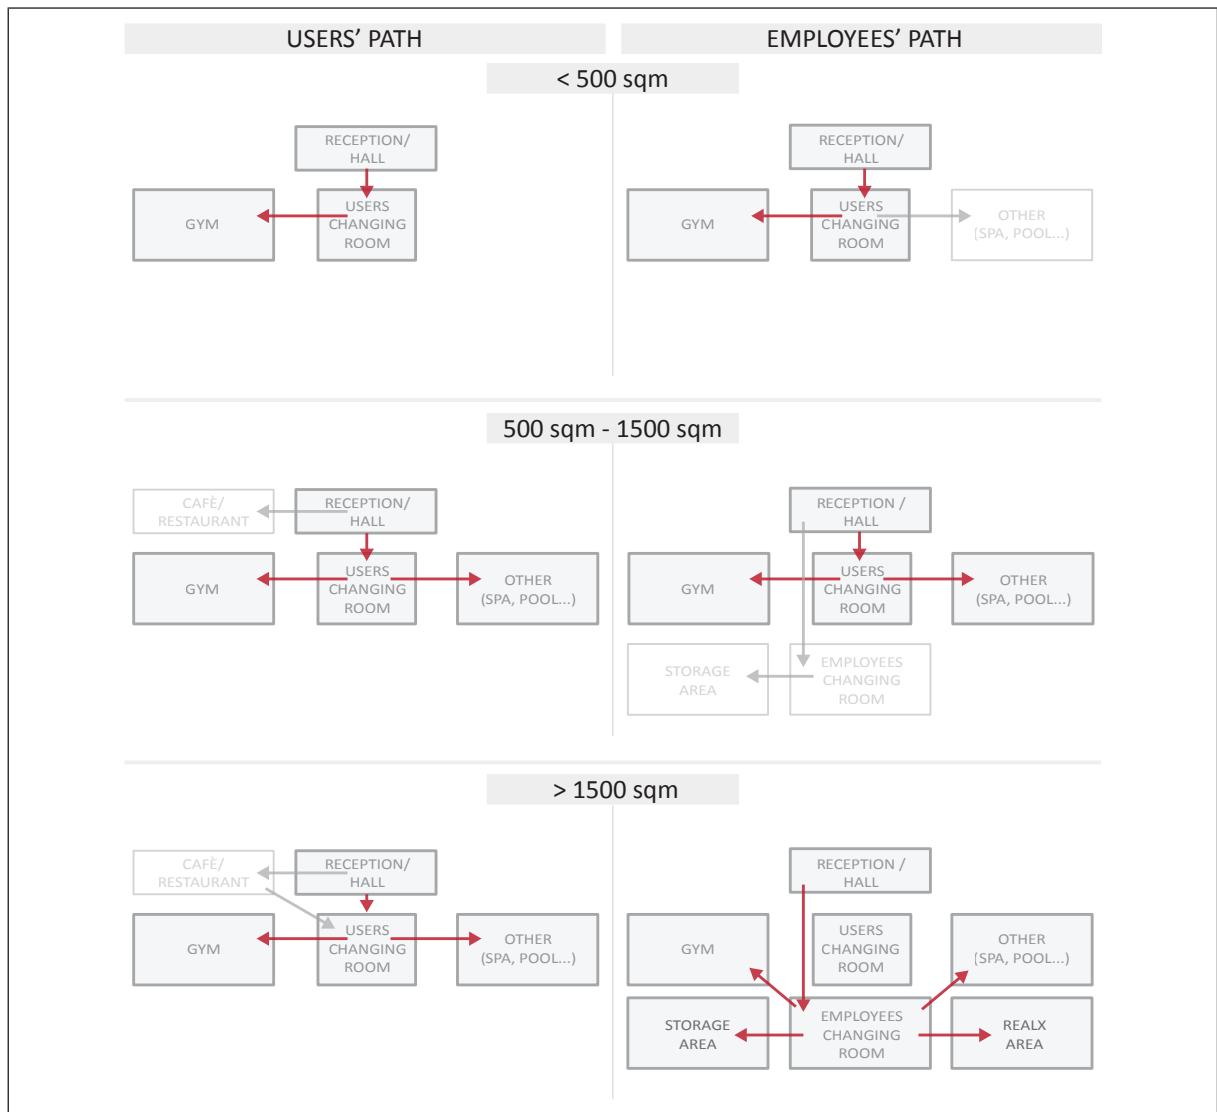 USERS' PATH
EMPLOYEES' PATH
< 500 sqm
RECEPTION/
HALL
GYM
USERS
CHANGING
ROOM
RECEPTION/
HALL
GYM
USERS
CHANGING
ROOM
OTHER
(SPA, POOL...)
500 sqm - 1500 sqm
CAFÈ/
RESTAURANT
RECEPTION/
HALL
GYM
USERS
CHANGING
ROOM
OTHER
(SPA, POOL...)
RECEPTION /
HALL
GYM
USERS
CHANGING
ROOM
OTHER
(SPA, POOL...)
STORAGE
AREA
EMPLOYEES
CHANGING
ROOM
> 1500 sqm
CAFÈ/
RESTAURANT
RECEPTION/
HALL
GYM
USERS
CHANGING
ROOM
OTHER
(SPA, POOL...)
RECEPTION /
HALL
GYM
USERS
CHANGING
ROOM
OTHER
(SPA, POOL...)
STORAGE
AREA
EMPLOYEES
CHANGING
ROOM
REALX
AREA